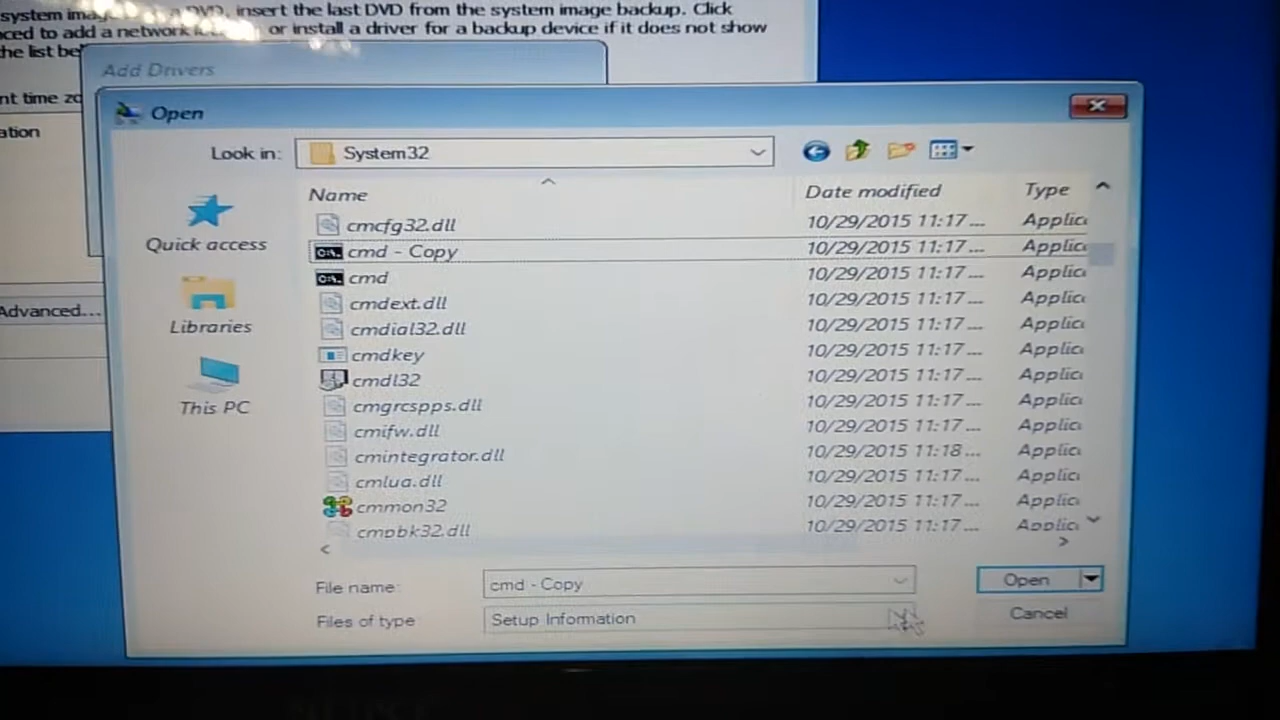 system image DVD, insert the last DVD from the system image backup. Click
nced to add a network or install a driver for a backup device if it does not show
the list be
Add Drivers
nt time zo
ation
Advanced...
Open
Look in: System32
Quick access
Libraries
This PC
Name Date modified Type
cmcfg32.dll 10/29/2015 11:17 ... Applic
cmd - Copy 10/29/2015 11:17 ... Applic
cmd 10/29/2015 11:17 ... Applic
cmdext.dll 10/29/2015 11:17 ... Applic
cmdial32.dll 10/29/2015 11:17 ... Applic
cmdkey 10/29/2015 11:17 ... Applic
cmdl32 10/29/2015 11:17 ... Applic
cmgrcspps.dll 10/29/2015 11:17 ... Applic
cmifw.dll 10/29/2015 11:17 ... Applic
cmintegrator.dll 10/29/2015 11:18 ... Applic
cmlua.dll 10/29/2015 11:17 ... Applic
cmmon32 10/29/2015 11:17 ... Applic
cmpbk32.dll 10/29/2015 11:17 ... Applic
File name: cmd - Copy Open
Files of type Setup Information Cancel